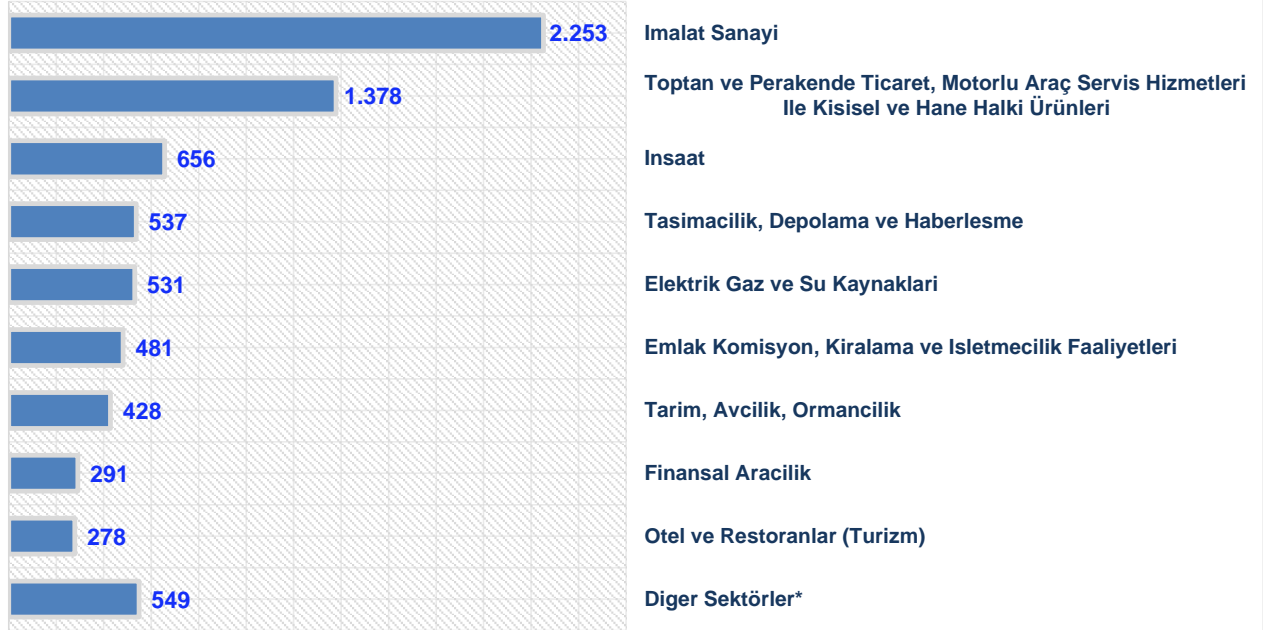 2.253 Imalat Sanayi
1.378 Toptan ve Perakende Ticaret, Motorlu Araç Servis Hizmetleri
Ile Kisisel ve Hane Halki Ürünleri
656 Insaat
537 Tasimacilik, Depolama ve Haberlesme
531 Elektrik Gaz ve Su Kaynaklari
481 Emlak Komisyon, Kiralama ve Isletmecilik Faaliyetleri
428 Tarim, Avcilik, Ormancilik
291 Finansal Aracilik
278 Otel ve Restoranlar (Turizm)
549 Diger Sektörler*